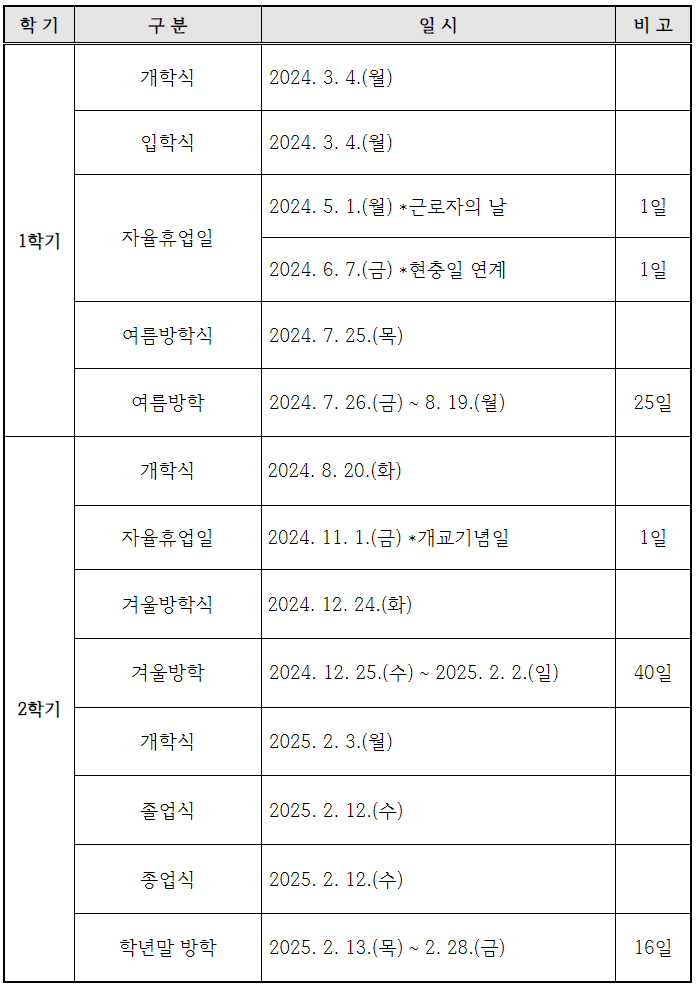 학 기 구 분 일 시 비 고
1학기
개학식 2024. 3. 4.(월)
입학식 2024. 3. 4.(월)
자율휴업일
2024. 5. 1.(월) *근로자의 날 1일
2024. 6. 7.(금) *현충일 연계 1일
여름방학식 2024. 7. 25.(목)
여름방학 2024. 7. 26.(금) ~ 8. 19.(월) 25일
2학기
개학식 2024. 8. 20.(화)
자율휴업일 2024. 11. 1.(금) *개교기념일 1일
겨울방학식 2024. 12. 24.(화)
겨울방학 2024. 12. 25.(수) ~ 2025. 2. 2.(일) 40일
개학식 2025. 2. 3.(월)
졸업식 2025. 2. 12.(수)
종업식 2025. 2. 12.(수)
학년말 방학 2025. 2. 13.(목) ~ 2. 28.(금) 16일